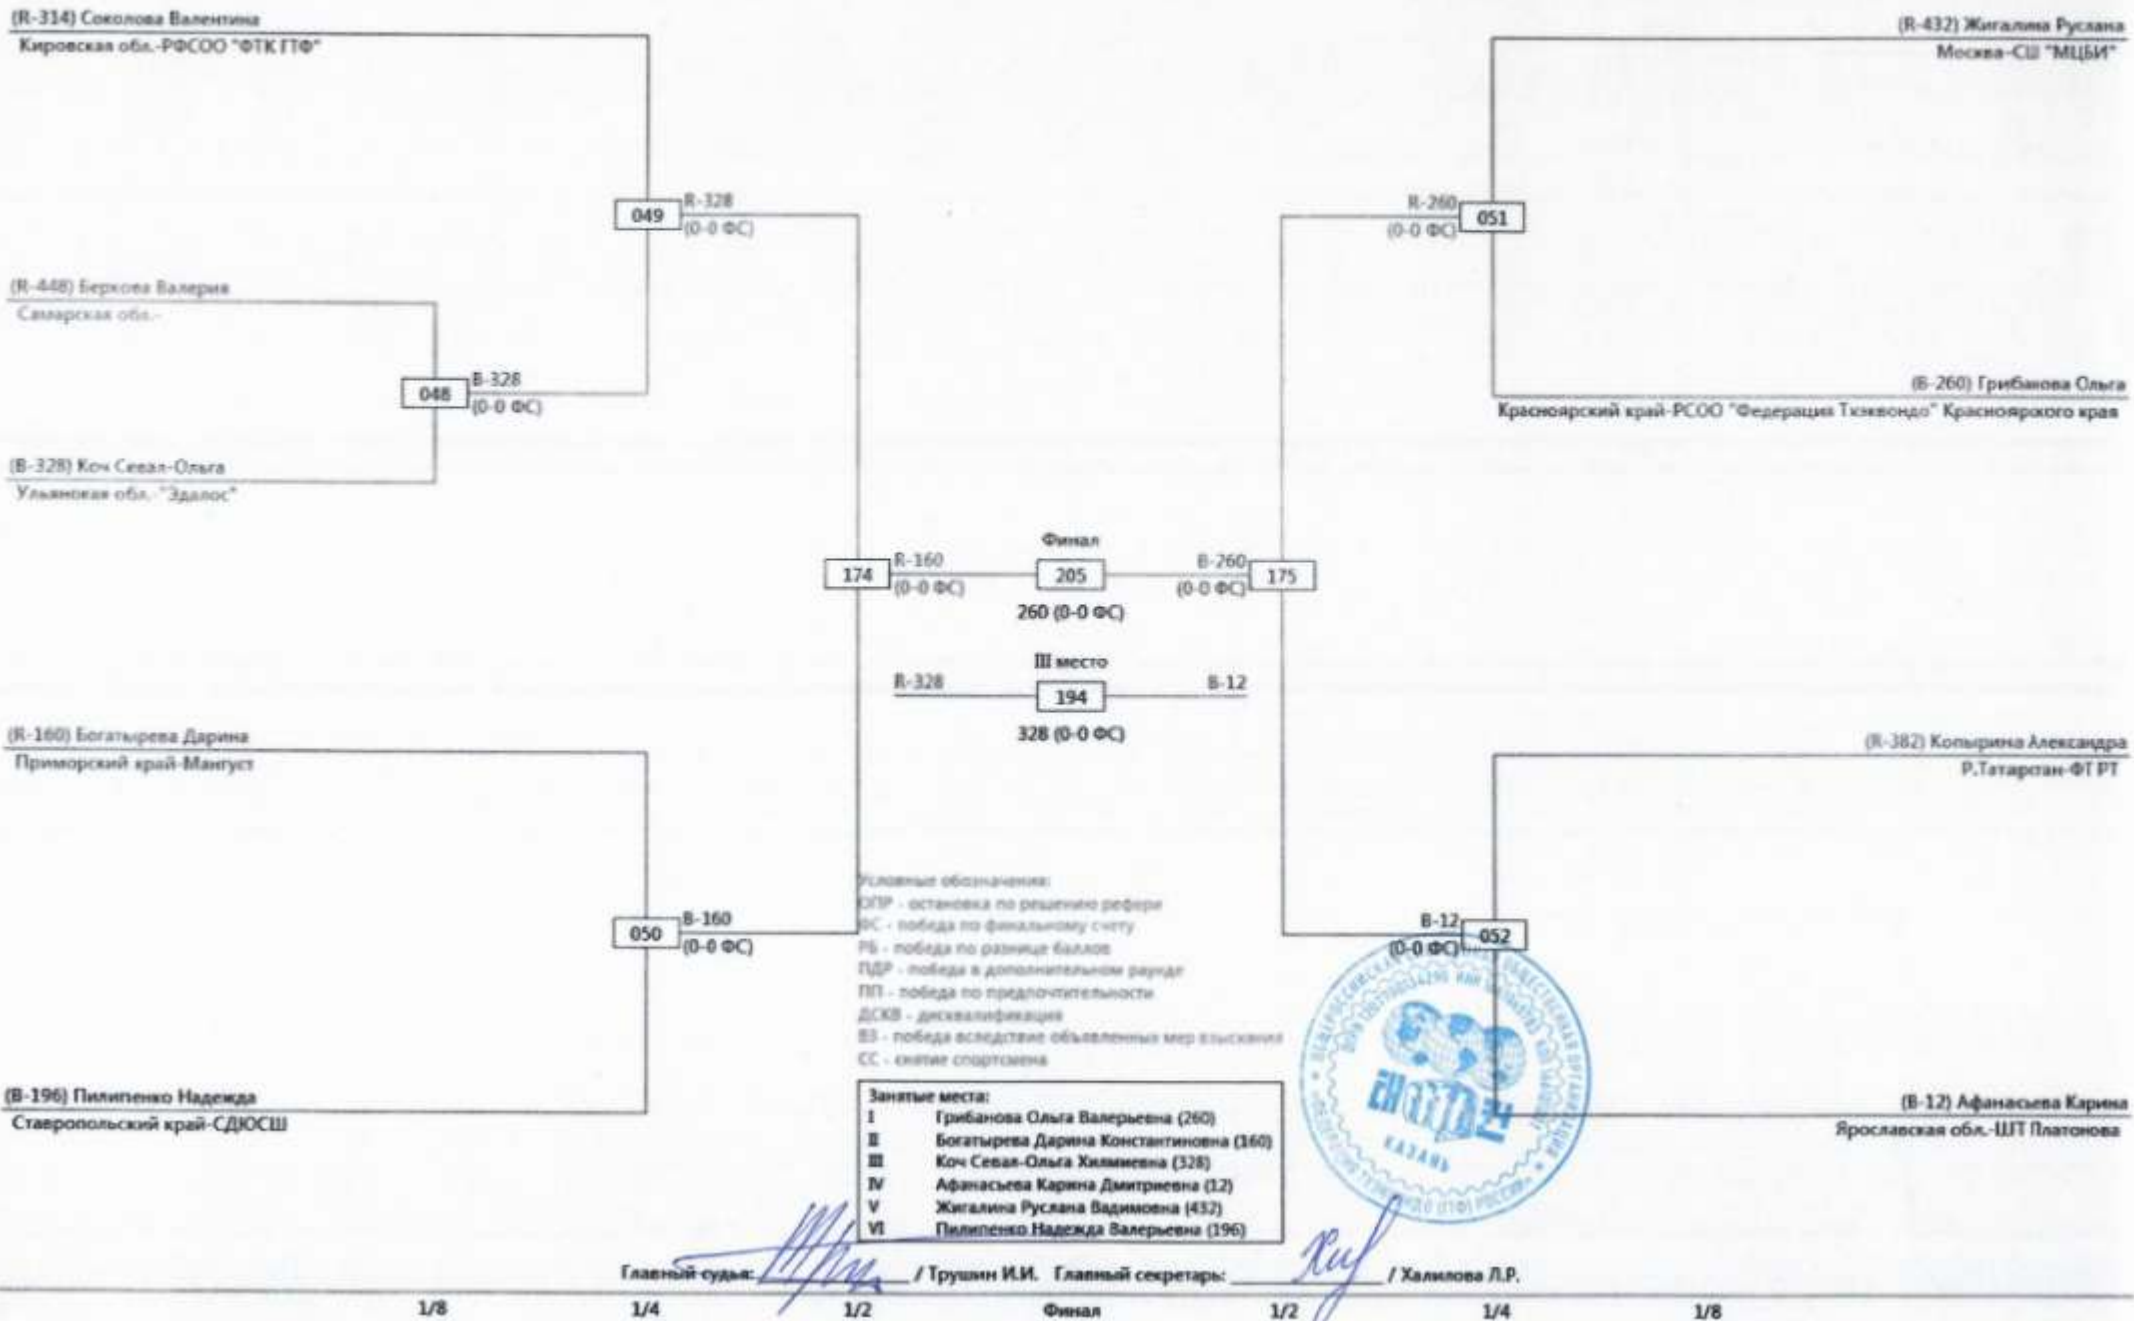 (R-314) Соколова Валентина
Кировская обл.-РФСОО "ФТК ГТФ"
(R-432) Жигалина Руслана
Москва-СШ "МЦБИ"
049
R-328
(0-0 ФС)
R-260
(0-0 ФС)
051
(R-448) Беркова Валерия
Самарская обл.-
048
B-328
(0-0 ФС)
(B-260) Грибанова Ольга
Красноярский край-РСОО "Федерация Тхэквондо" Красноярского края
(B-328) Коч Севал-Ольга
Ульяновская обл.-"Эдалос"
Финал
174
R-160
(0-0 ФС)
205
B-260
(0-0 ФС)
175
260 (0-0 ФС)
III место
R-328
194
B-12
328 (0-0 ФС)
(R-160) Богатырева Дарина
Приморский край-Мангуст
(R-382) Копырина Александра
Р.Татарстан-ФТ РТ
050
B-160
(0-0 ФС)
B-12
(0-0 ФС)
052
Условные обозначения:
ОПР - остановка по решению рефери
ФС - победа по финальному счету
РБ - победа по разнице баллов
ПДР - победа в дополнительном раунде
ПП - победа по предпочтительности
ДСКВ - дисквалификация
ВЗ - победа вследствие объявленных мер взыскания
СС - снятие спортсмена
(B-196) Пилипенко Надежда
Ставропольский край-СДЮСШ
(B-12) Афанасьева Карина
Ярославская обл.-ШТ Платонова
Занятые места:
I Грибанова Ольга Валерьевна (260)
II Богатырева Дарина Константиновна (160)
III Коч Севал-Ольга Хилмиевна (328)
IV Афанасьева Карина Дмитриевна (12)
V Жигалина Руслана Вадимовна (432)
VI Пилипенко Надежда Валерьевна (196)
КАЗАНЬ
Главный судья: / Трушин И.И. Главный секретарь: / Халилова Л.Р.
1/8 1/4 1/2 Финал 1/2 1/4 1/8